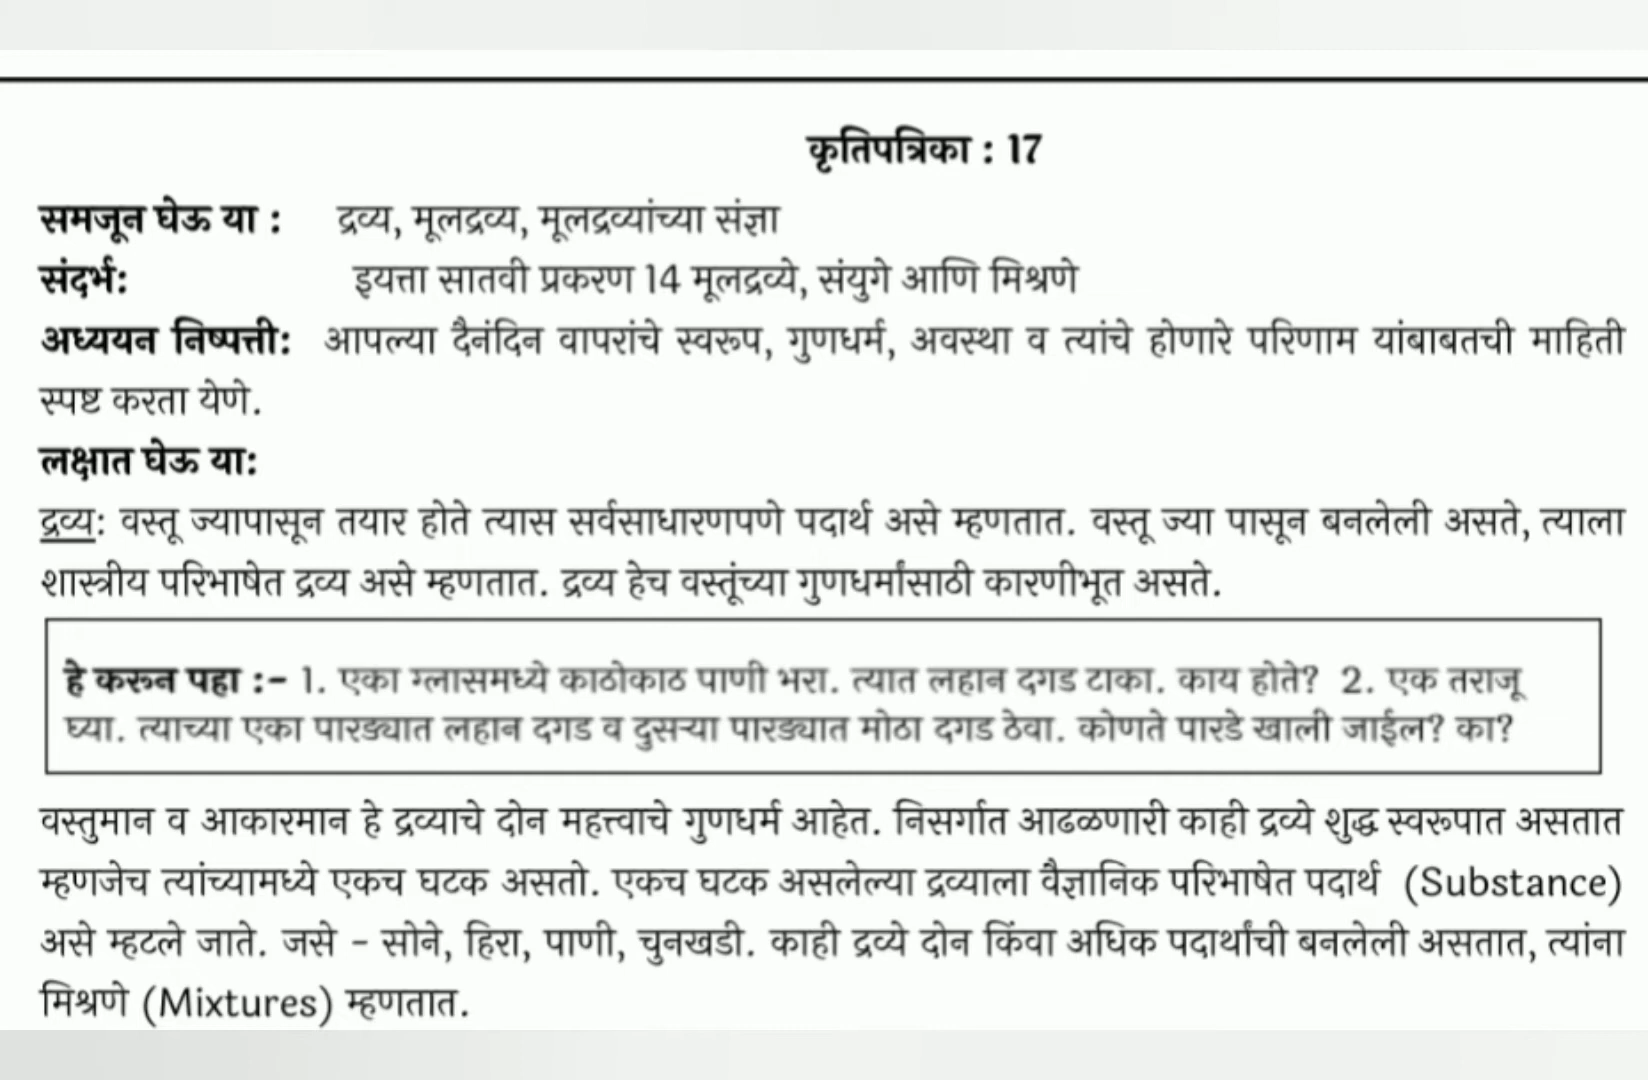 कृतिपत्रिका : 17
समजून घेऊ या : द्रव्य, मूलद्रव्य, मूलद्रव्यांच्या संज्ञा
संदर्भ: इयत्ता सातवी प्रकरण 14 मूलद्रव्ये, संयुगे आणि मिश्रणे
अध्ययन निष्पत्ती: आपल्या दैनंदिन वापरांचे स्वरूप, गुणधर्म, अवस्था व त्यांचे होणारे परिणाम यांबाबतची माहिती
स्पष्ट करता येणे.
लक्षात घेऊ या:
द्रव्य: वस्तू ज्यापासून तयार होते त्यास सर्वसाधारणपणे पदार्थ असे म्हणतात. वस्तू ज्या पासून बनलेली असते, त्याला
शास्त्रीय परिभाषेत द्रव्य असे म्हणतात. द्रव्य हेच वस्तूंच्या गुणधर्मांसाठी कारणीभूत असते.
हे करून पहा :- 1. एका ग्लासमध्ये काठोकाठ पाणी भरा. त्यात लहान दगड टाका. काय होते? 2. एक तराजू
घ्या. त्याच्या एका पारड्यात लहान दगड व दुसऱ्या पारड्यात मोठा दगड ठेवा. कोणते पारडे खाली जाईल? का?
वस्तुमान व आकारमान हे द्रव्याचे दोन महत्त्वाचे गुणधर्म आहेत. निसर्गात आढळणारी काही द्रव्ये शुद्ध स्वरूपात असतात
म्हणजेच त्यांच्यामध्ये एकच घटक असतो. एकच घटक असलेल्या द्रव्याला वैज्ञानिक परिभाषेत पदार्थ (Substance)
असे म्हटले जाते. जसे – सोने, हिरा, पाणी, चुनखडी. काही द्रव्ये दोन किंवा अधिक पदार्थांची बनलेली असतात, त्यांना
मिश्रणे (Mixtures) म्हणतात.